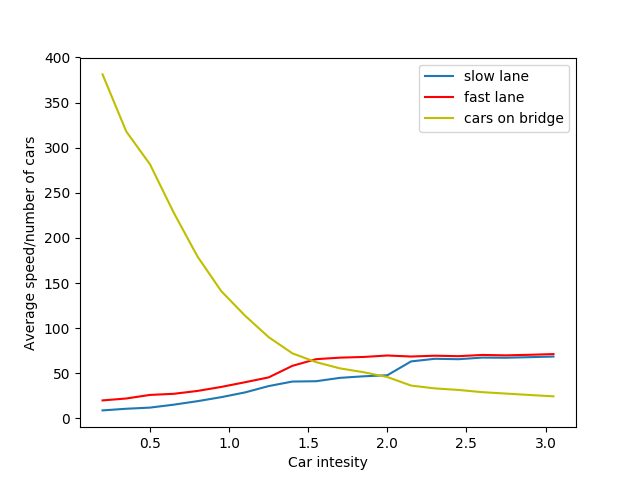 400
350
300
250
200
150
100
50
0
Average speed/number of cars
slow lane
fast lane
cars on bridge
0.5 1.0 1.5 2.0 2.5 3.0
Car intesity